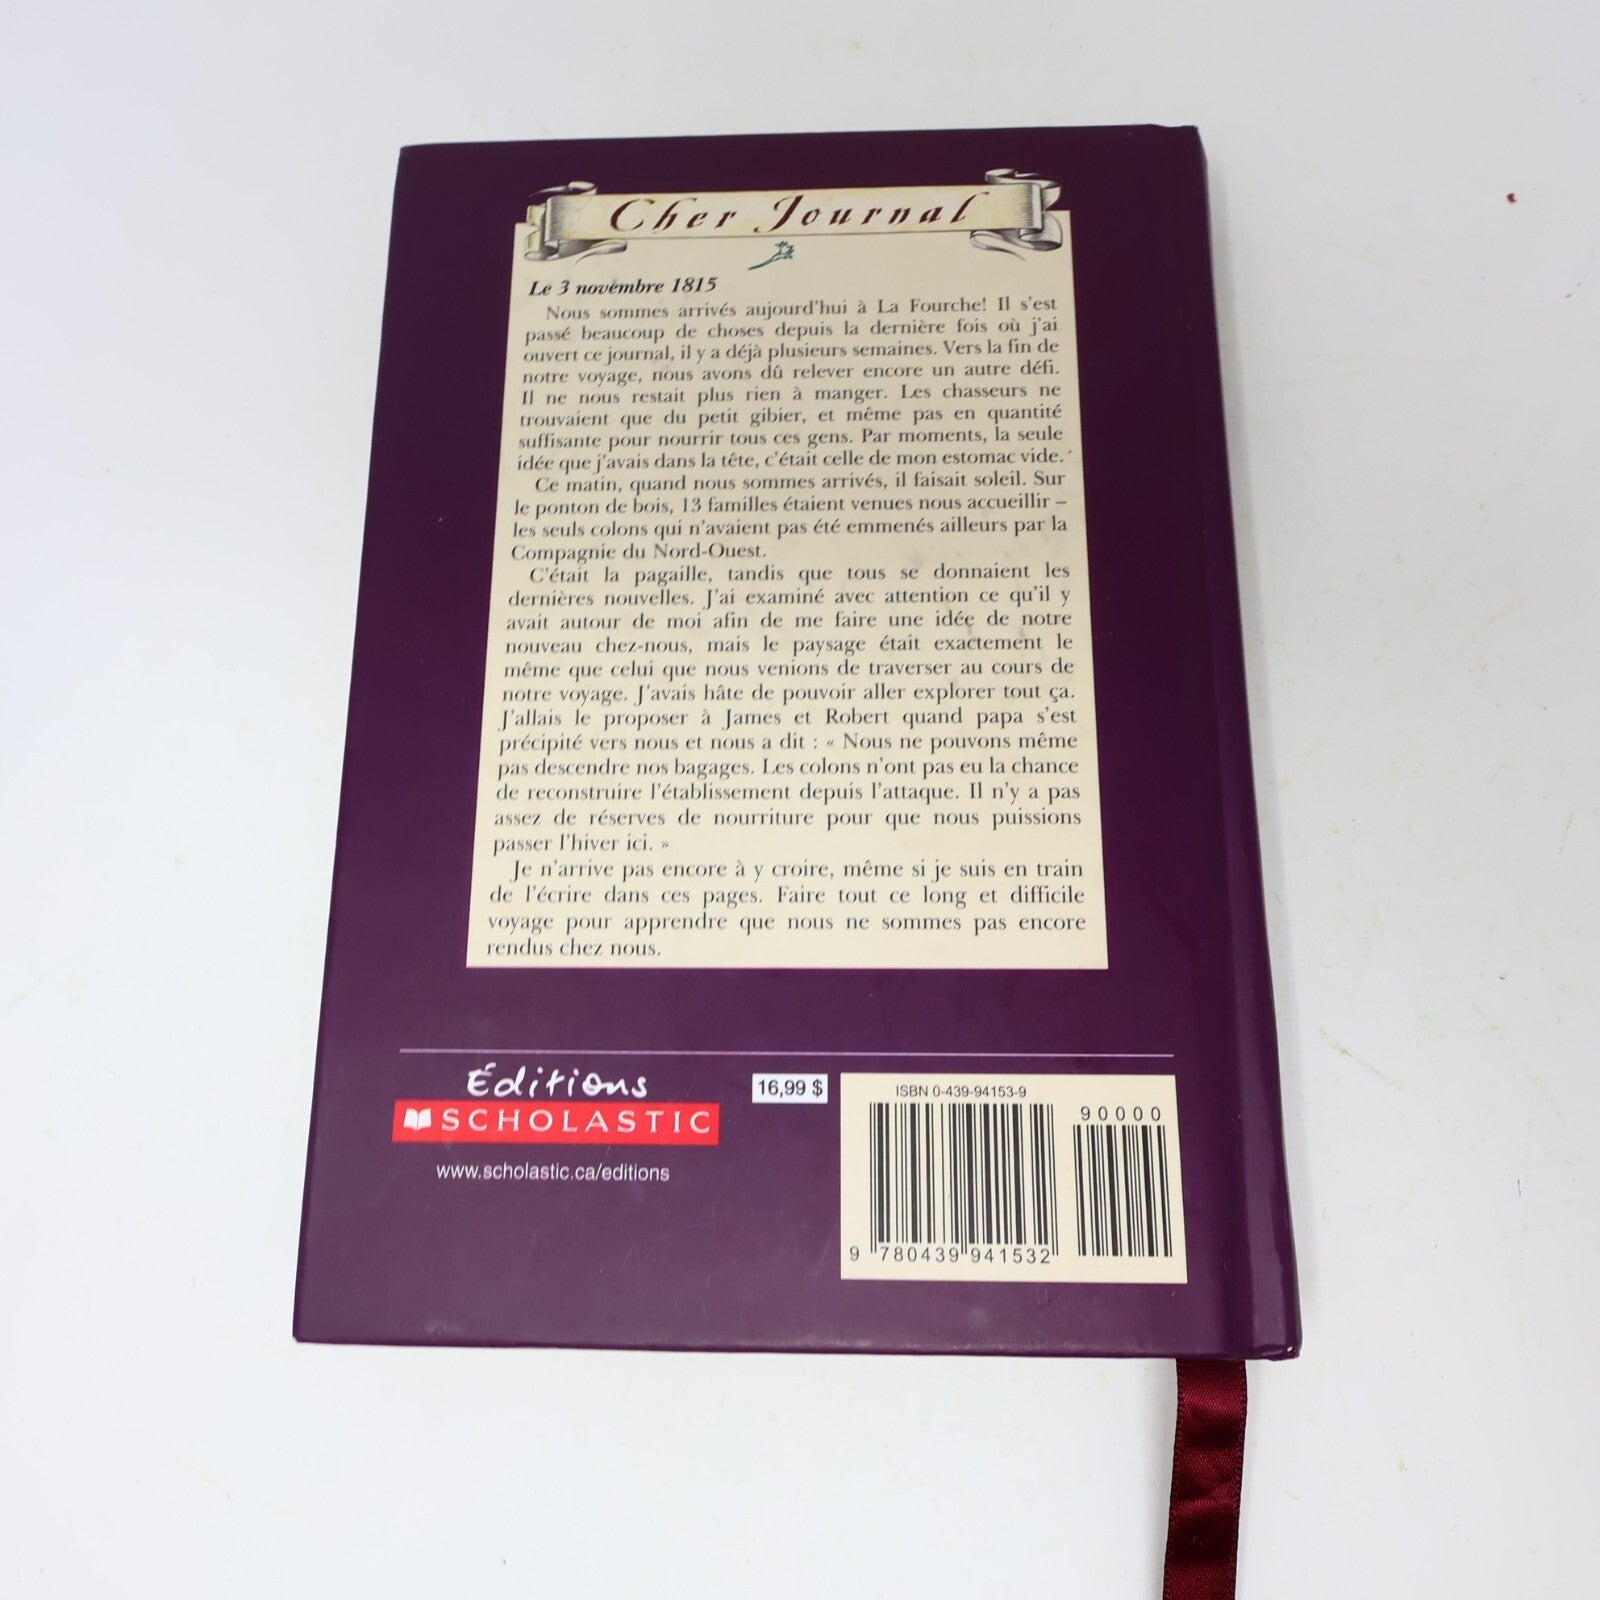 Cher Journal
Le 3 novembre 1815
Nous sommes arrivés aujourd'hui à La Fourche! Il s'est
passé beaucoup de choses depuis la dernière fois où j'ai
ouvert ce journal, il y a déjà plusieurs semaines. Vers la fin de
notre voyage, nous avons dû relever encore un autre défi.
Il ne nous restait plus rien à manger. Les chasseurs ne
trouvaient que du petit gibier, et même pas en quantité
suffisante pour nourrir tous ces gens. Par moments, la seule
idée que j'avais dans la tête, c'était celle de mon estomac vide.
Ce matin, quand nous sommes arrivés, il faisait soleil. Sur
le ponton de bois, 13 familles étaient venues nous accueillir –
les seuls colons qui n'avaient pas été emmenés ailleurs par la
Compagnie du Nord-Ouest.
C'était la pagaille, tandis que tous se donnaient les
dernières nouvelles. J'ai examiné avec attention ce qu'il y
avait autour de moi afin de me faire une idée de notre
nouveau chez-nous, mais le paysage était exactement le
même que celui que nous venions de traverser au cours de
notre voyage. J'avais hâte de pouvoir aller explorer tout ça.
J'allais le proposer à James et Robert quand papa s'est
précipité vers nous et nous a dit : « Nous ne pouvons même
pas descendre nos bagages. Les colons n'ont pas eu la chance
de reconstruire l'établissement depuis l'attaque. Il n'y a pas
assez de réserves de nourriture pour que nous puissions
passer l'hiver ici. »
Je n'arrive pas encore à y croire, même si je suis en train
de l'écrire dans ces pages. Faire tout ce long et difficile
voyage pour apprendre que nous ne sommes pas encore
rendus chez nous.
Éditions
SCHOLASTIC
www.scholastic.ca/editions
16,99 $
ISBN 0-439-94153-9
90000
9 780439 941532